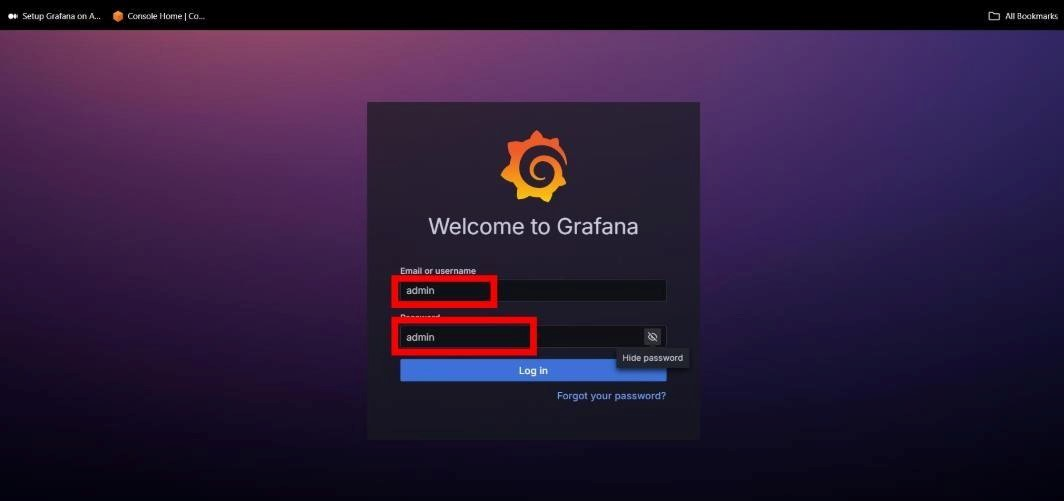 Setup Grafana on A... Console Home | Co... All Bookmarks
Welcome to Grafana
Email or username
admin
Password
admin
Hide password
Log in
Forgot your password?